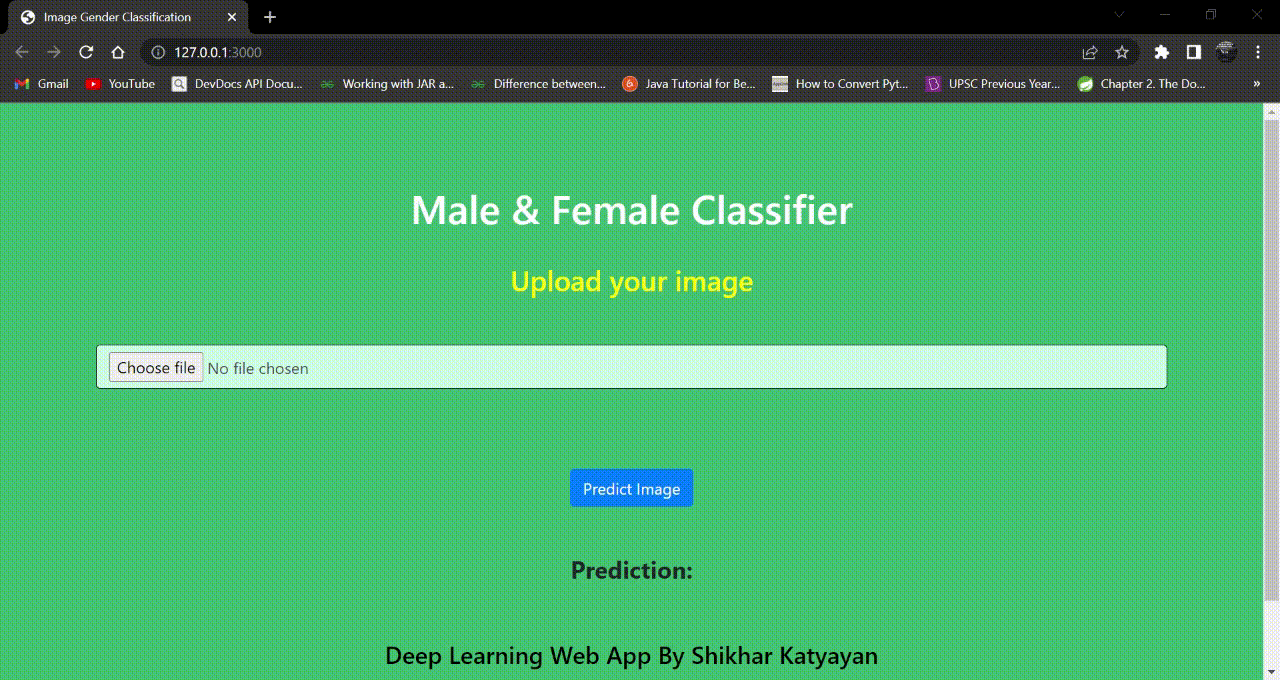 Image Gender Classification
127.0.0.1:3000
Gmail YouTube DevDocs API Docu... Working with JAR a... Difference between... Java Tutorial for Be... How to Convert Pyt... UPSC Previous Year... Chapter 2. The Do... »
Male & Female Classifier
Upload your image
Choose file No file chosen
Predict Image
Prediction:
Deep Learning Web App By Shikhar Katyayan